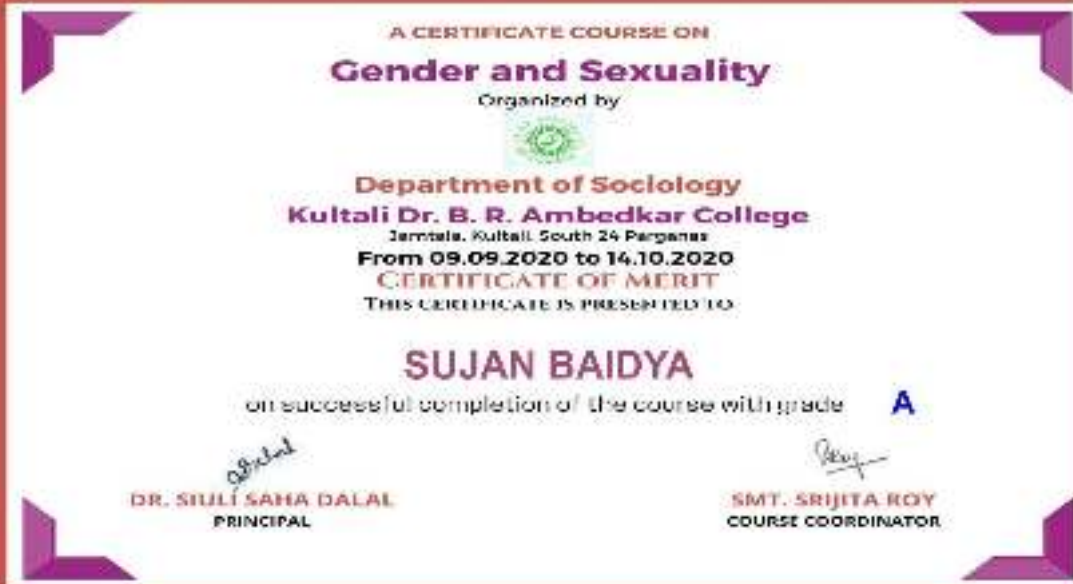 A CERTIFICATE COURSE ON
Gender and Sexuality
Organized by
Department of Sociology
Kultali Dr. B. R. Ambedkar College
Jamtala, Kultali, South 24 Parganas
From 09.09.2020 to 14.10.2020
CERTIFICATE OF MERIT
THIS CERTIFICATE IS PRESENTED TO
SUJAN BAIDYA
on successful completion of the course with grade A
DR. SIULI SAHA DALAL
PRINCIPAL
SMT. SRIJITA ROY
COURSE COORDINATOR